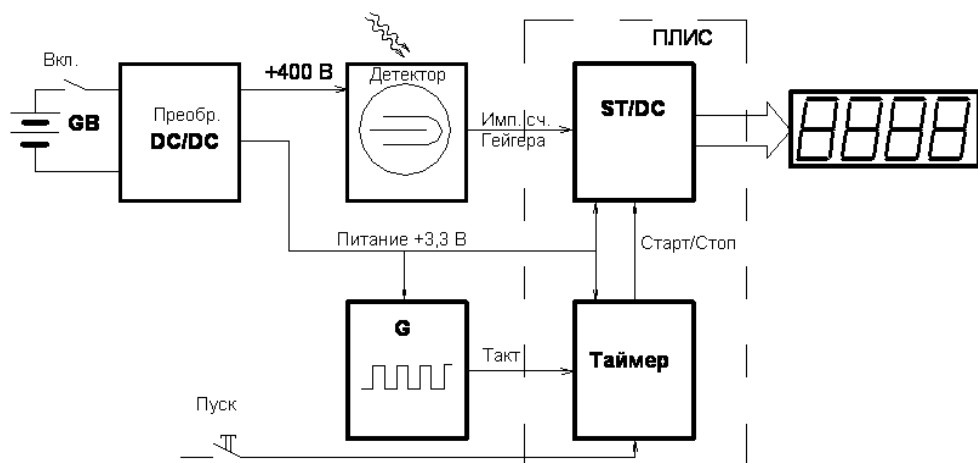 ПЛИС
Вкл.
GB
Преобр.
DC/DC
+400 В
Детектор
Имп. сч.
Гейгера
ST/DC
8888
Питание +3,3 В
Старт/Стоп
G
Такт
Таймер
Пуск